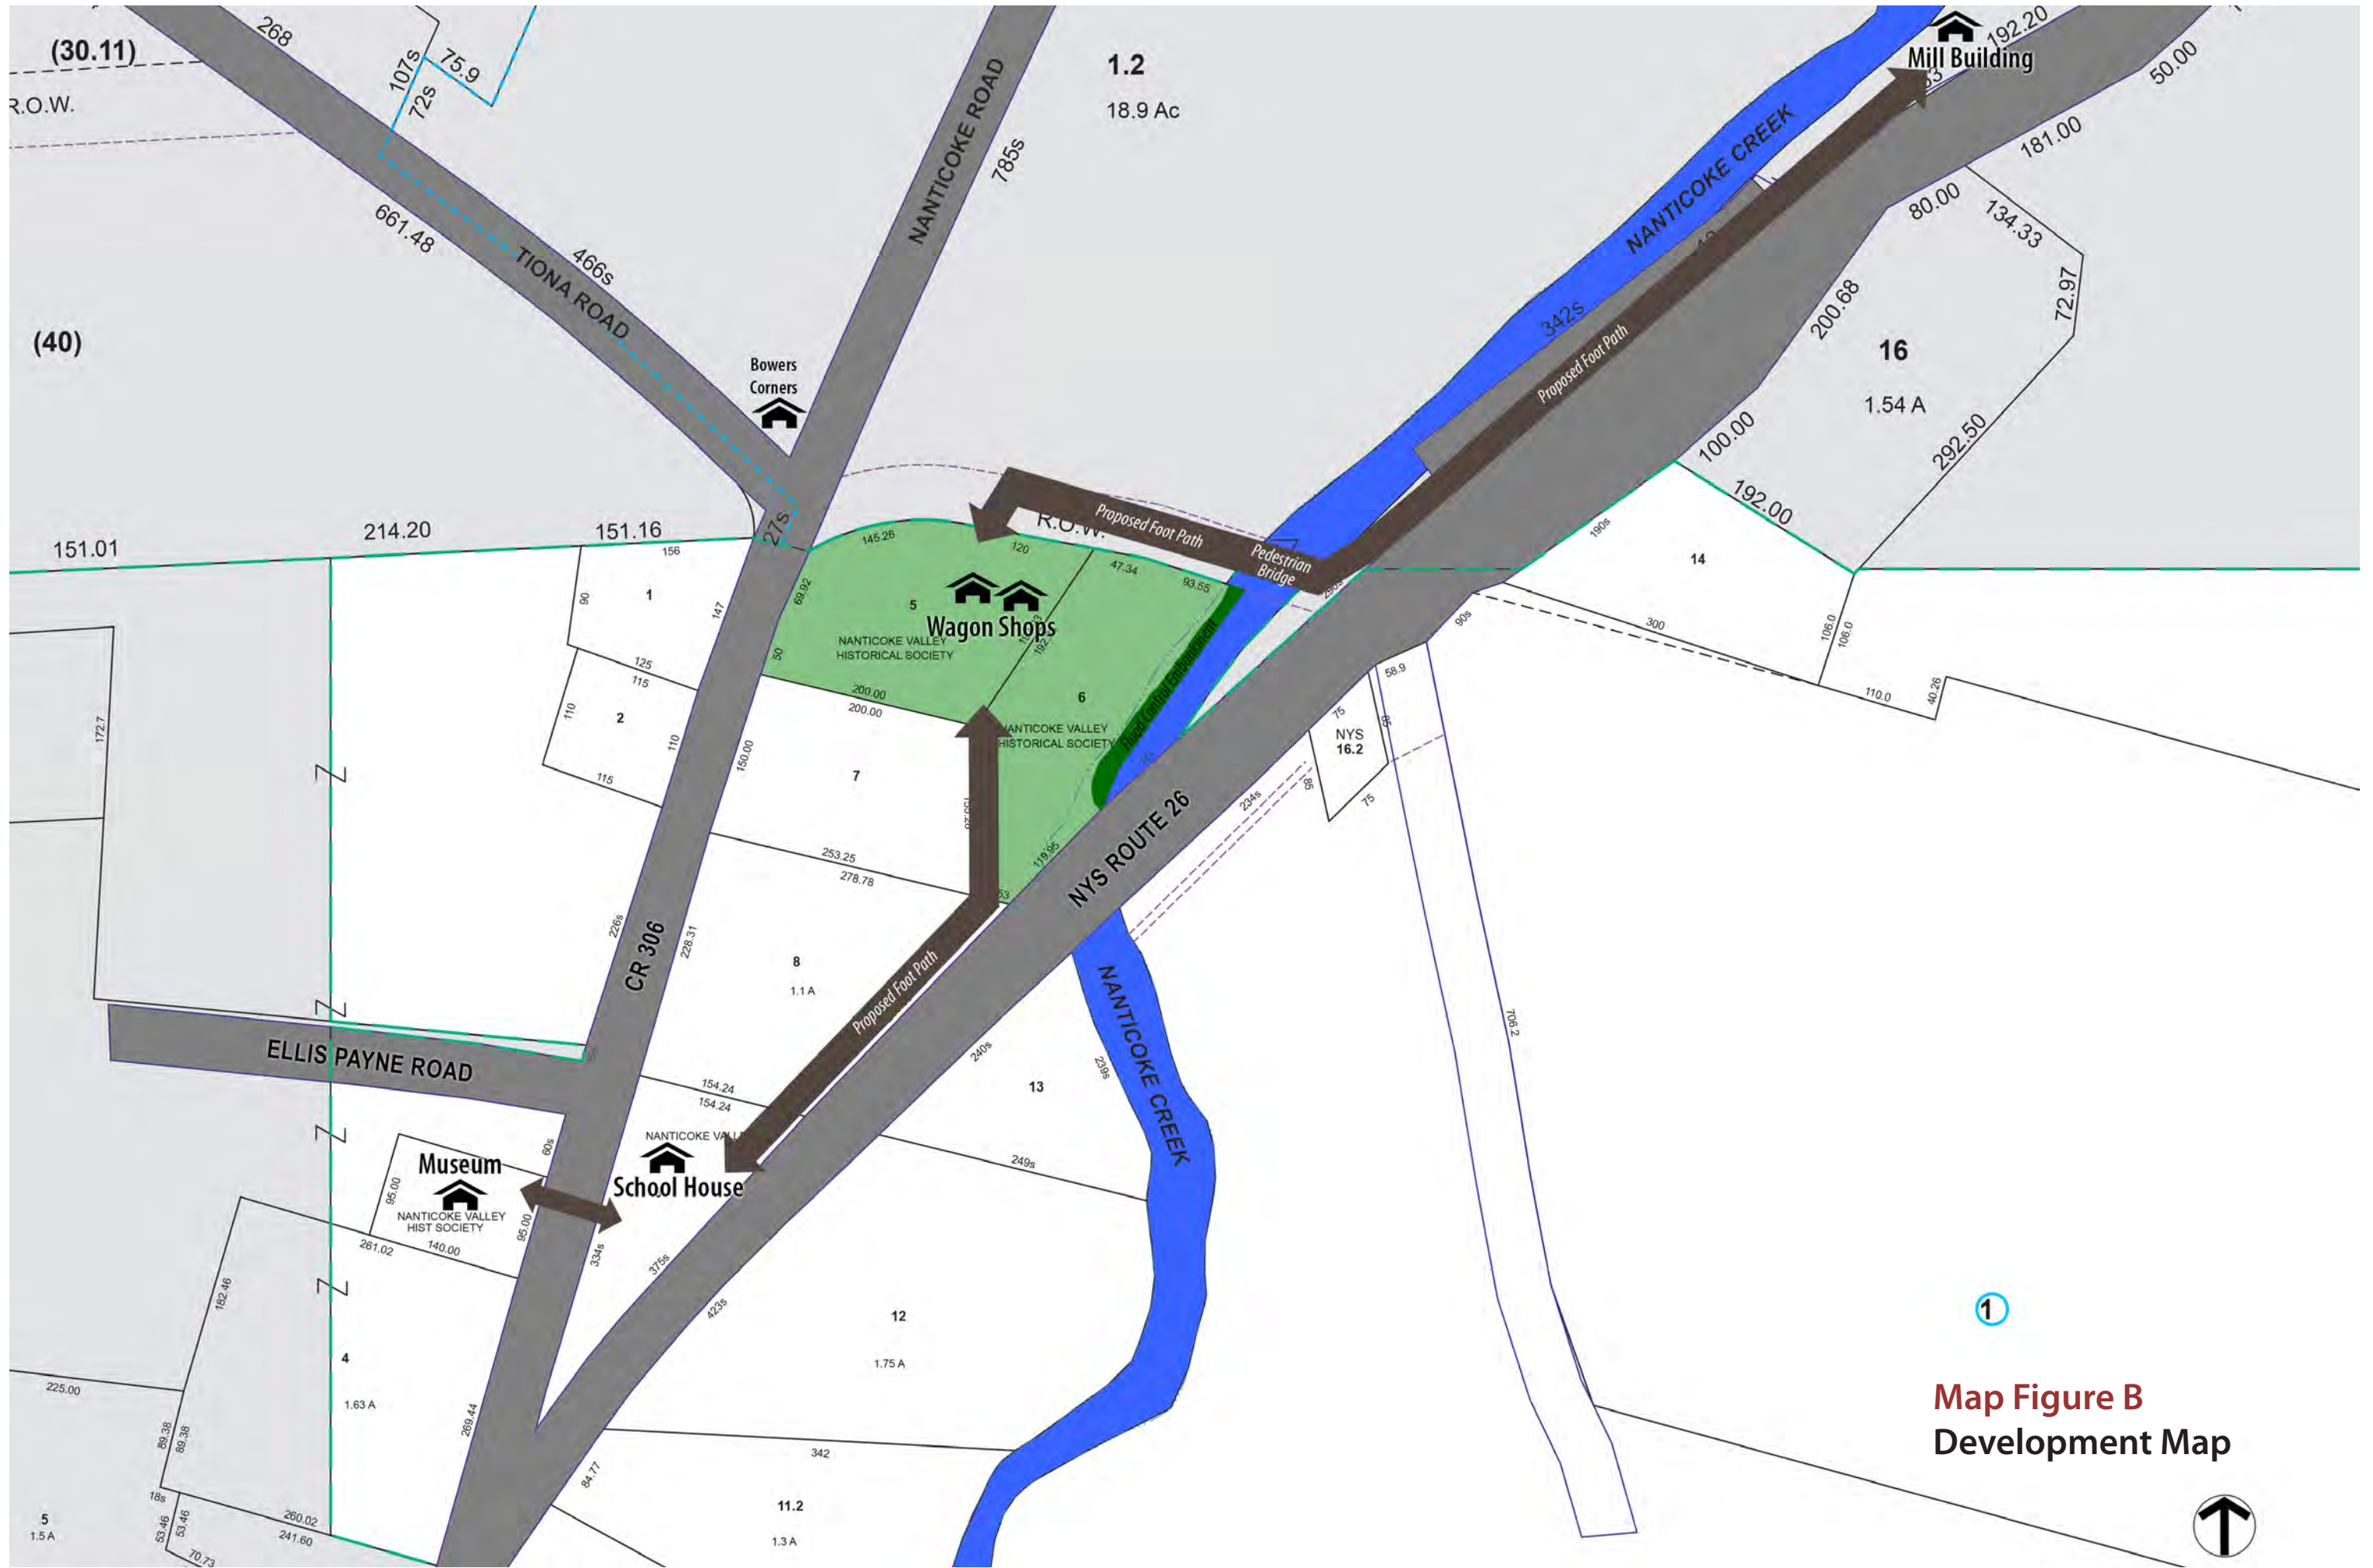 (30.11)
R.O.W.
268
107s
72s
75.9
661.48
466s
TIONA ROAD
NANTICOKE ROAD
785s
1.2
18.9 Ac
(40)
Bowers
Corners
Mill Building
192.20
50.00
181.00
80.00
134.33
72.97
200.68
16
1.54 A
292.50
100.00
192.00
190s
NANTICOKE CREEK
342s
Proposed Foot Path
R.O.W.
Proposed Foot Path
Pedestrian
Bridge
151.01
214.20
151.16
156
27s
145.26
120
47.34
93.55
69.92
50
5
Wagon Shops
NANTICOKE VALLEY
HISTORICAL SOCIETY
200.00
200.00
6
NANTICOKE VALLEY
HISTORICAL SOCIETY
Flood Control Embankment
119.95
53
1
90
147
125
115
2
110
110
115
150.00
7
253.25
278.78
8
1.1 A
226s
228.31
CR 306
Proposed Foot Path
NYS ROUTE 26
234s
14
300
106.0
106.0
110.0
40.26
90s
58.9
75
85
NYS
16.2
85
75
706.2
172.7
ELLIS PAYNE ROAD
154.24
154.24
240s
239s
13
NANTICOKE CREEK
249s
60s
Museum
NANTICOKE VALLEY
HIST SOCIETY
95.00
95.00
261.02
140.00
School House
334s
375s
423s
182.46
12
1.75 A
4
1.63 A
269.44
225.00
89.38
89.38
18s
53.46
53.46
70.73
260.02
241.60
5
1.5 A
84.77
342
11.2
1.3 A
1
Map Figure B
Development Map